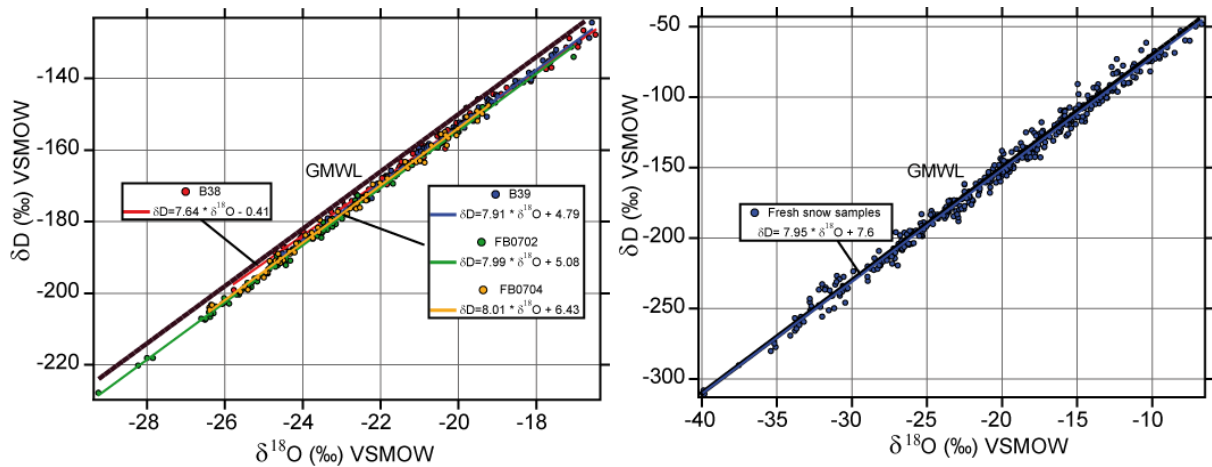 -140
-160
-180
-200
-220
δD (‰) VSMOW
GMWL
B38
δD=7.64 * δ¹⁸O - 0.41
B39
δD=7.91 * δ¹⁸O + 4.79
FB0702
δD=7.99 * δ¹⁸O + 5.08
FB0704
δD=8.01 * δ¹⁸O + 6.43
-28
-26
-24
-22
-20
-18
δ¹⁸O (‰) VSMOW
-50
-100
-150
-200
-250
-300
δD (‰) VSMOW
GMWL
Fresh snow samples
δD= 7.95 * δ¹⁸O + 7.6
-40
-35
-30
-25
-20
-15
-10
δ¹⁸O (‰) VSMOW